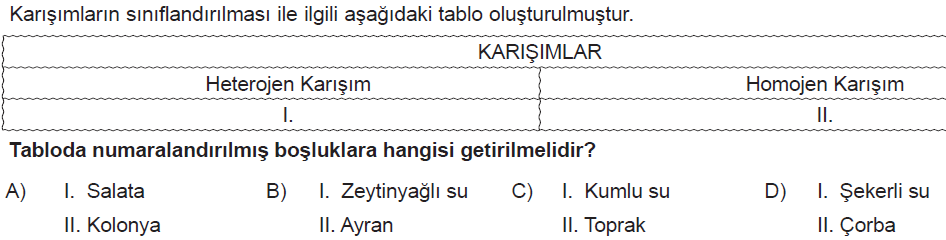 Karışımların sınıflandırılması ile ilgili aşağıdaki tablo oluşturulmuştur.
KARIŞIMLAR
Heterojen Karışım Homojen Karışım
I. II.
Tabloda numaralandırılmış boşluklara hangisi getirilmelidir?
A) I. Salata B) I. Zeytinyağlı su C) I. Kumlu su D) I. Şekerli su
II. Kolonya II. Ayran II. Toprak II. Çorba